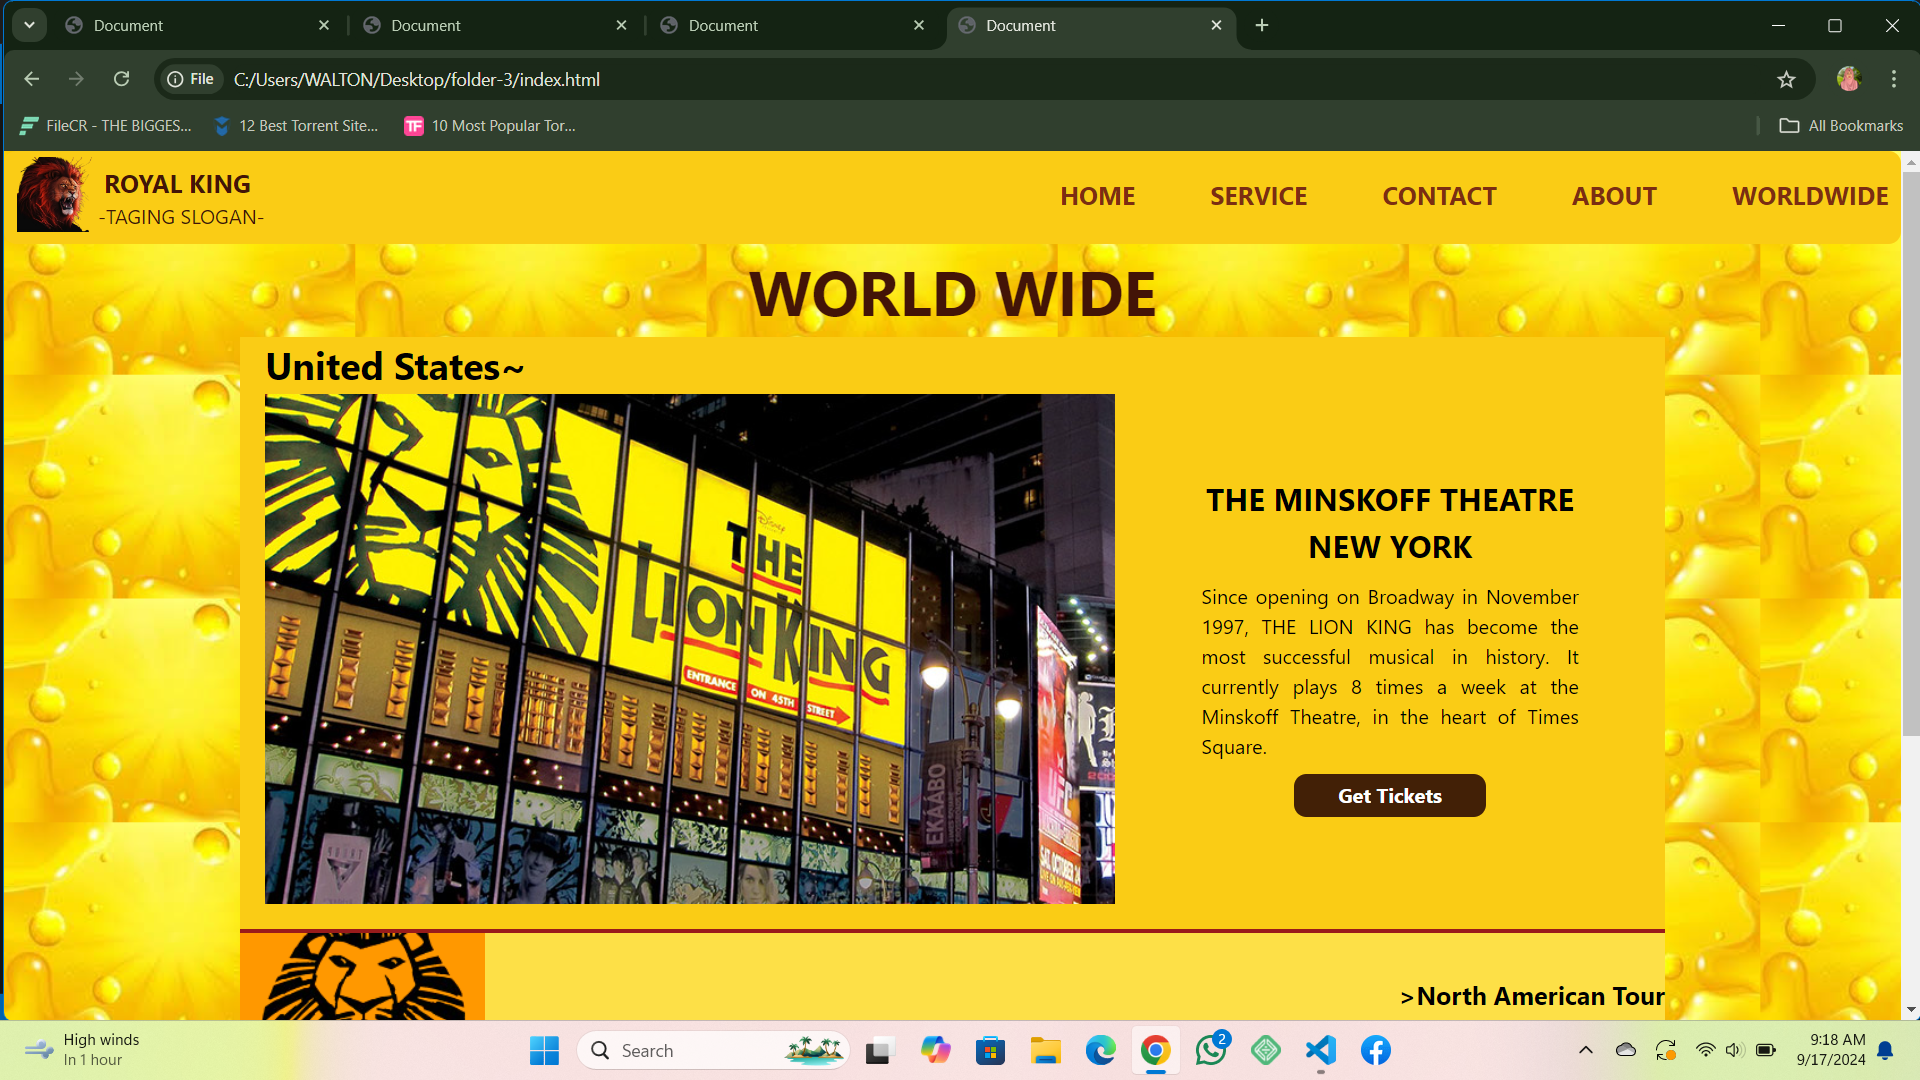 Document
Document
Document
Document
File
C:/Users/WALTON/Desktop/folder-3/index.html
FileCR - THE BIGGES...
12 Best Torrent Site...
TF
10 Most Popular Tor...
All Bookmarks
ROYAL KING
-TAGING SLOGAN-
HOME
SERVICE
CONTACT
ABOUT
WORLDWIDE
WORLD WIDE
United States~
Disney
THE
LION KING
ENTRANCE ON 45TH STREET
EKAABO
THE MINSKOFF THEATRE
NEW YORK
Since opening on Broadway in November
1997, THE LION KING has become the
most successful musical in history. It
currently plays 8 times a week at the
Minskoff Theatre, in the heart of Times
Square.
Get Tickets
>North American Tour
High winds
In 1 hour
Search
2
9:18 AM
9/17/2024